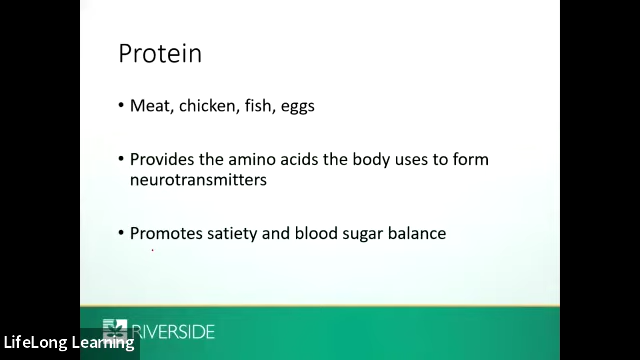 Protein
• Meat, chicken, fish, eggs
• Provides the amino acids the body uses to form
neurotransmitters
• Promotes satiety and blood sugar balance
RIVERSIDE
LifeLong Learning